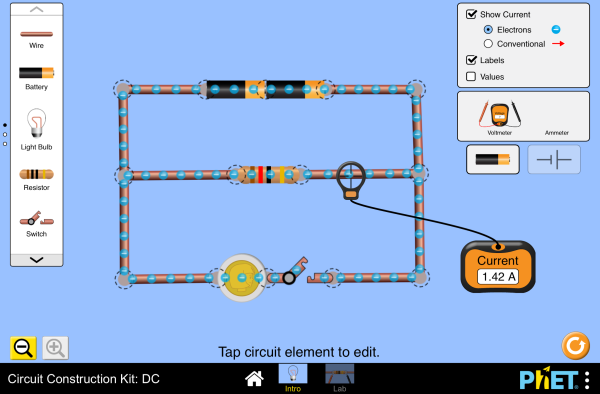 Wire
Battery
Light Bulb
Resistor
Switch
Show Current
Electrons
Conventional
Labels
Values
Voltmeter
Ammeter
Current
1.42 A
Tap circuit element to edit.
Circuit Construction Kit: DC
Intro
Lab
PhET